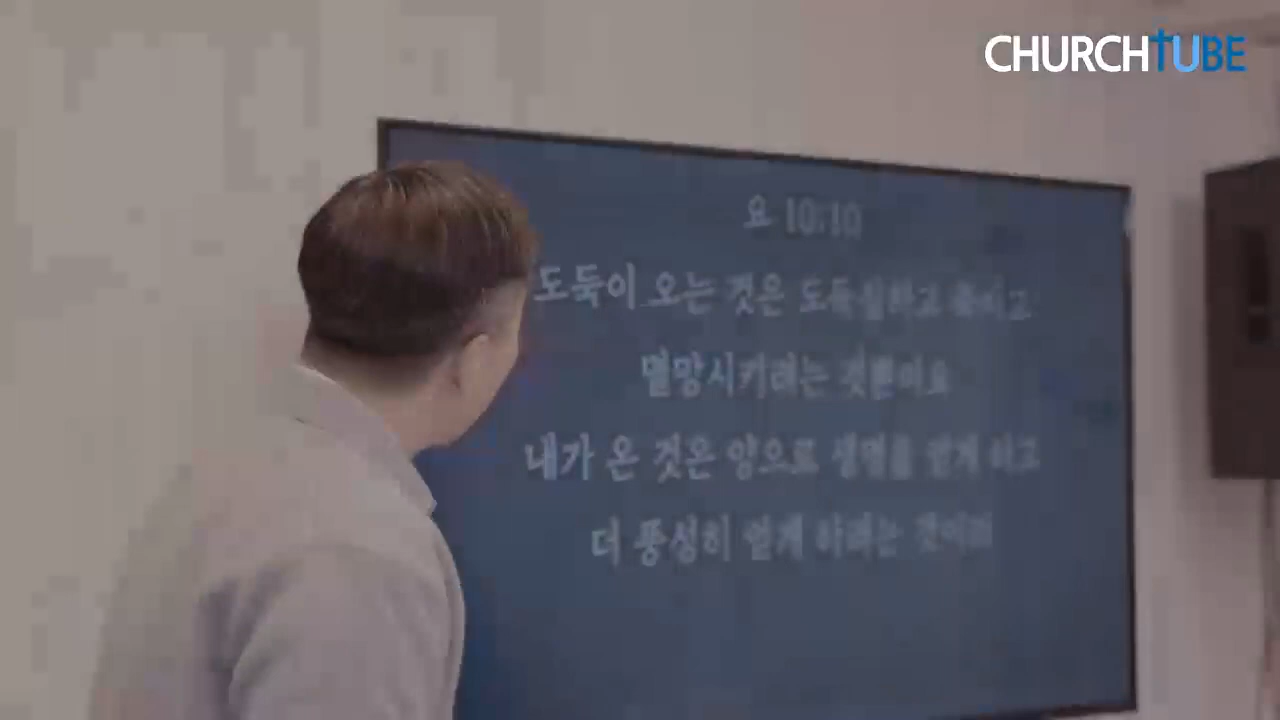 CHURCHTUBE
요 10:10
도둑이 오는 것은 도둑질하고 죽이고
멸망시키려는 것뿐이요
내가 온 것은 양으로 생명을 얻게 하고
더 풍성히 얻게 하려는 것이라